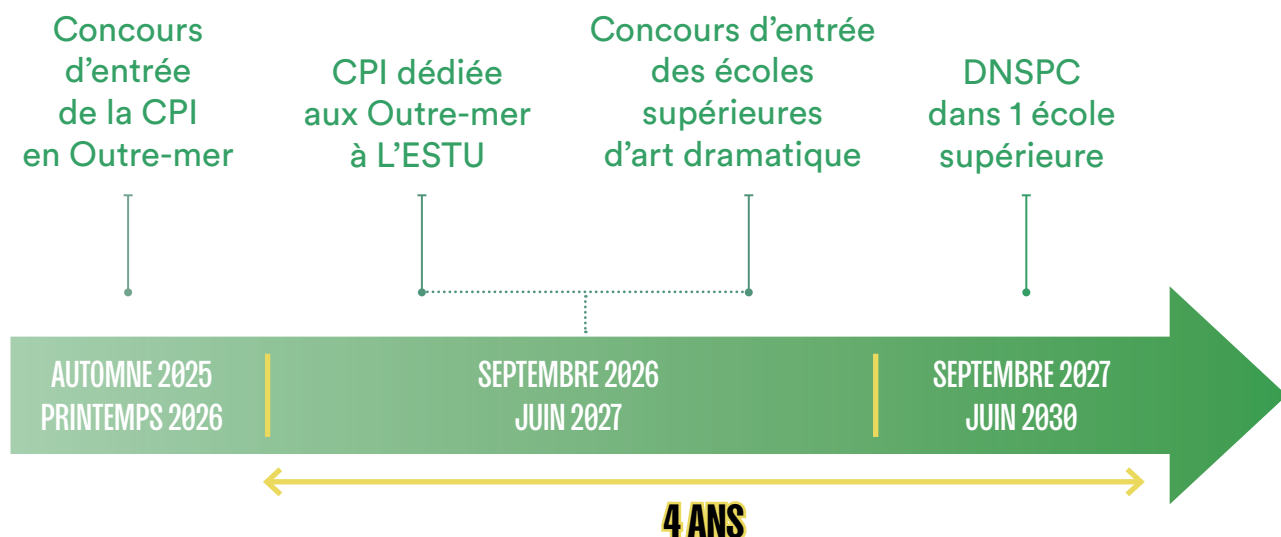 Concours
d’entrée
de la CPI
en Outre-mer
CPI dédiée
aux Outre-mer
à L’ESTU
Concours d’entrée
des écoles
supérieures
d’art dramatique
DNSPC
dans 1 école
supérieure
AUTOMNE 2025
PRINTEMPS 2026
SEPTEMBRE 2026
JUIN 2027
SEPTEMBRE 2027
JUIN 2030
4 ANS